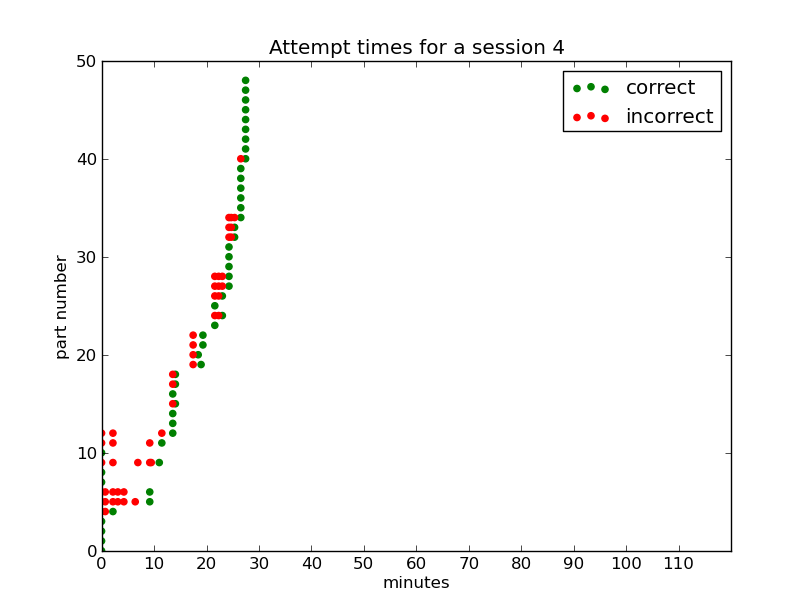 Attempt times for a session 4
50
correct
incorrect
40
30
part number
20
10
0
0 10 20 30 40 50 60 70 80 90 100 110
minutes